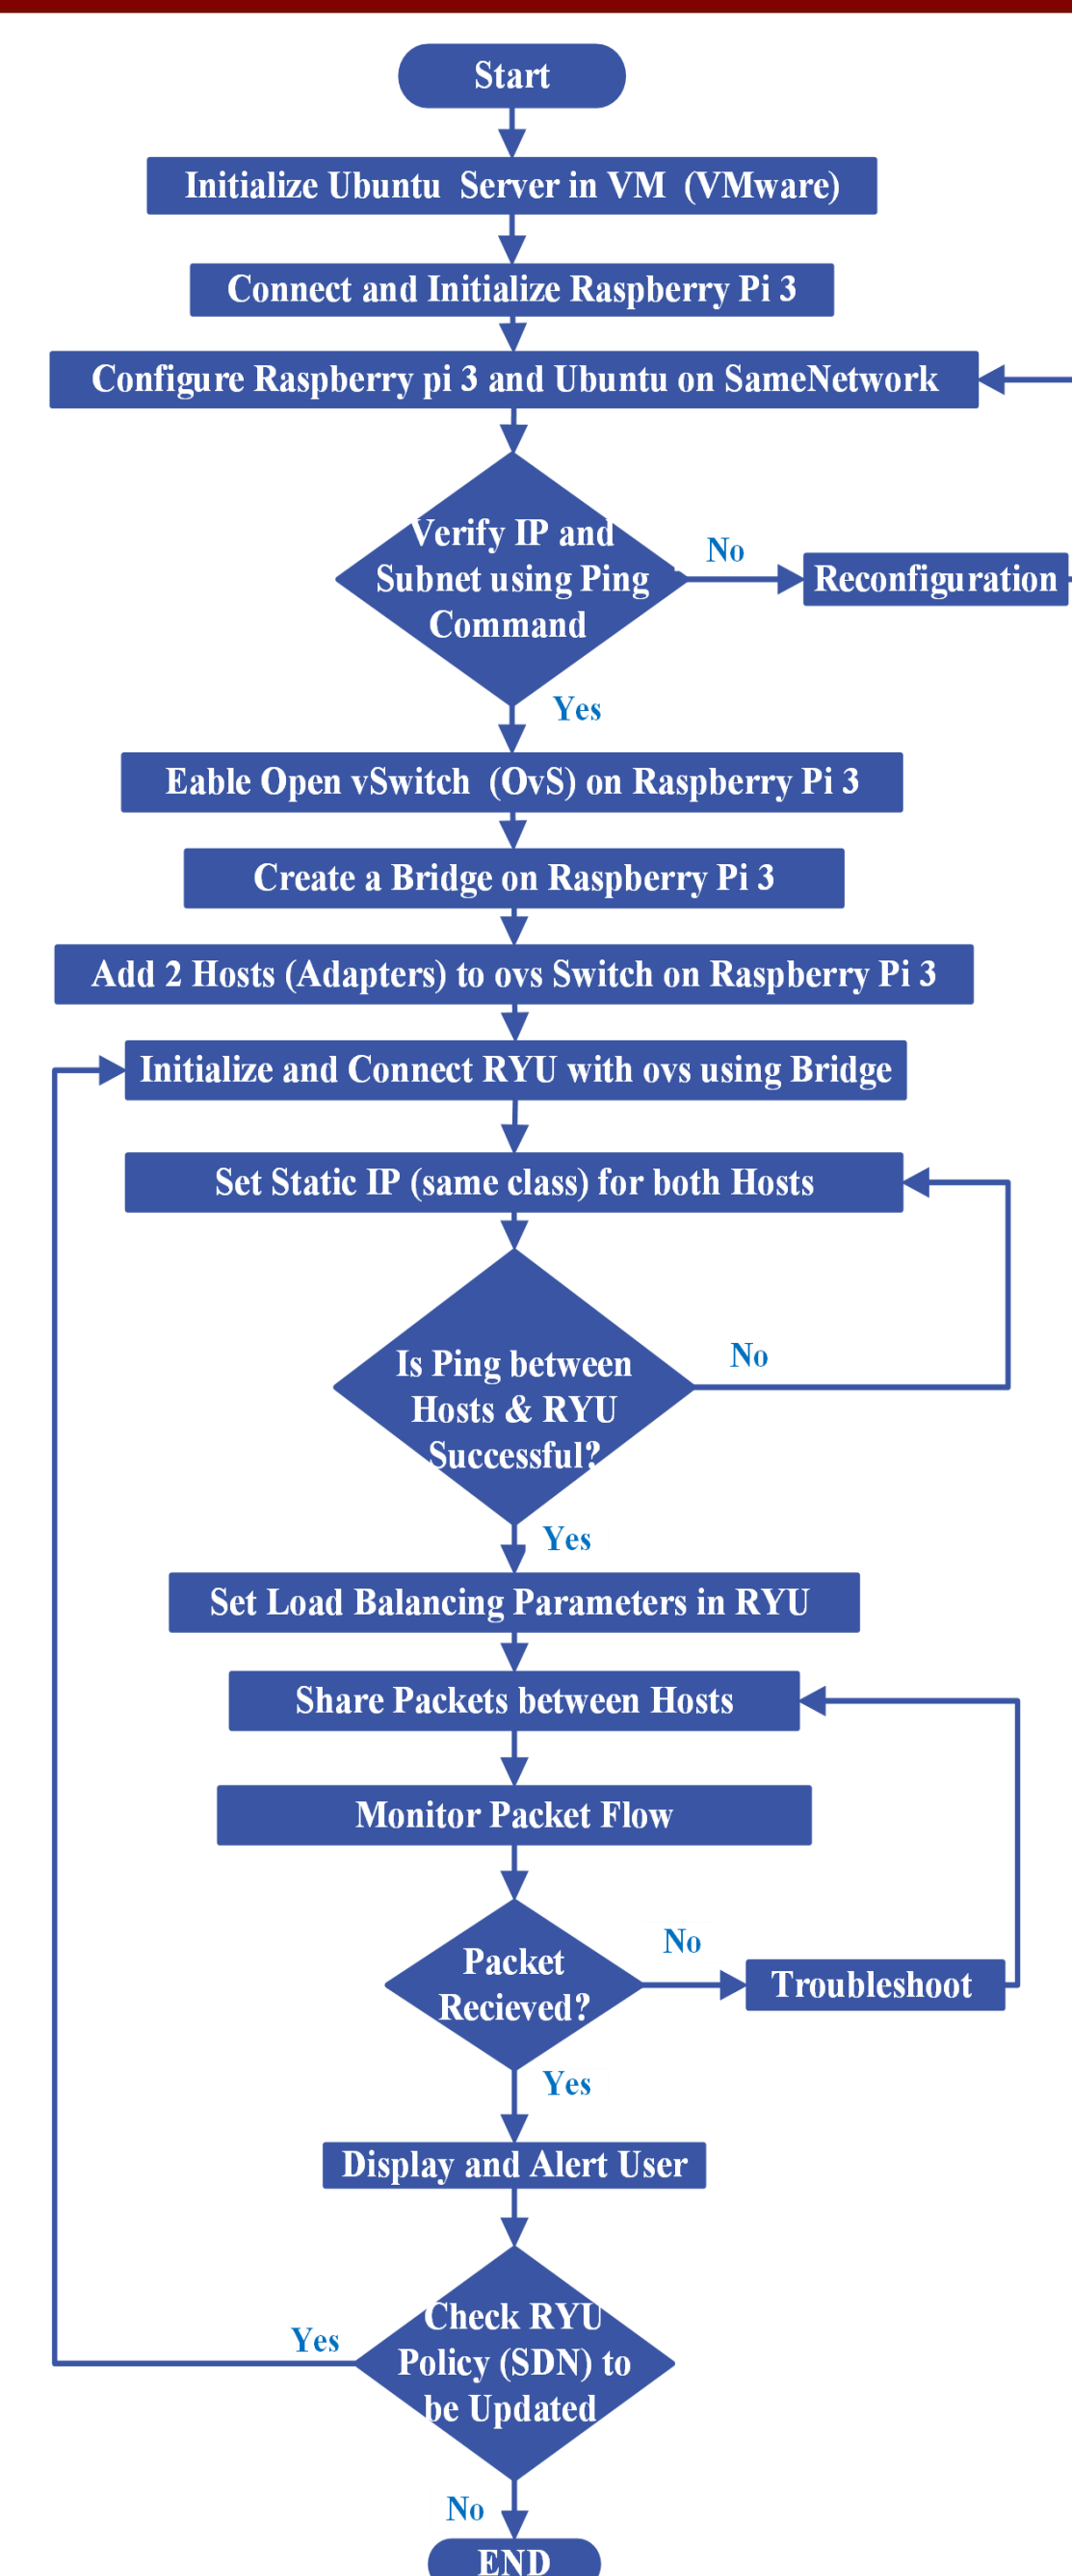 Start
Initialize Ubuntu Server in VM (VMware)
Connect and Initialize Raspberry Pi 3
Configure Raspberry pi 3 and Ubuntu on SameNetwork
Verify IP and
Subnet using Ping
Command
No
Reconfiguration
Yes
Eable Open vSwitch (OvS) on Raspberry Pi 3
Create a Bridge on Raspberry Pi 3
Add 2 Hosts (Adapters) to ovs Switch on Raspberry Pi 3
Initialize and Connect RYU with ovs using Bridge
Set Static IP (same class) for both Hosts
Is Ping between
Hosts & RYU
Successful?
No
Yes
Set Load Balancing Parameters in RYU
Share Packets between Hosts
Monitor Packet Flow
Packet
Recieved?
No
Troubleshoot
Yes
Display and Alert User
Check RYU
Policy (SDN) to
be Updated
Yes
No
END